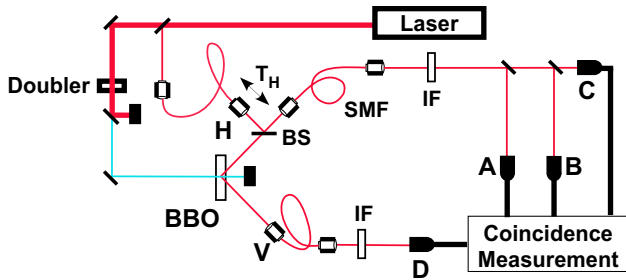 Laser
Doubler
T_H
C
SMF
IF
H
BS
A
B
BBO
IF
V
Coincidence
Measurement
D